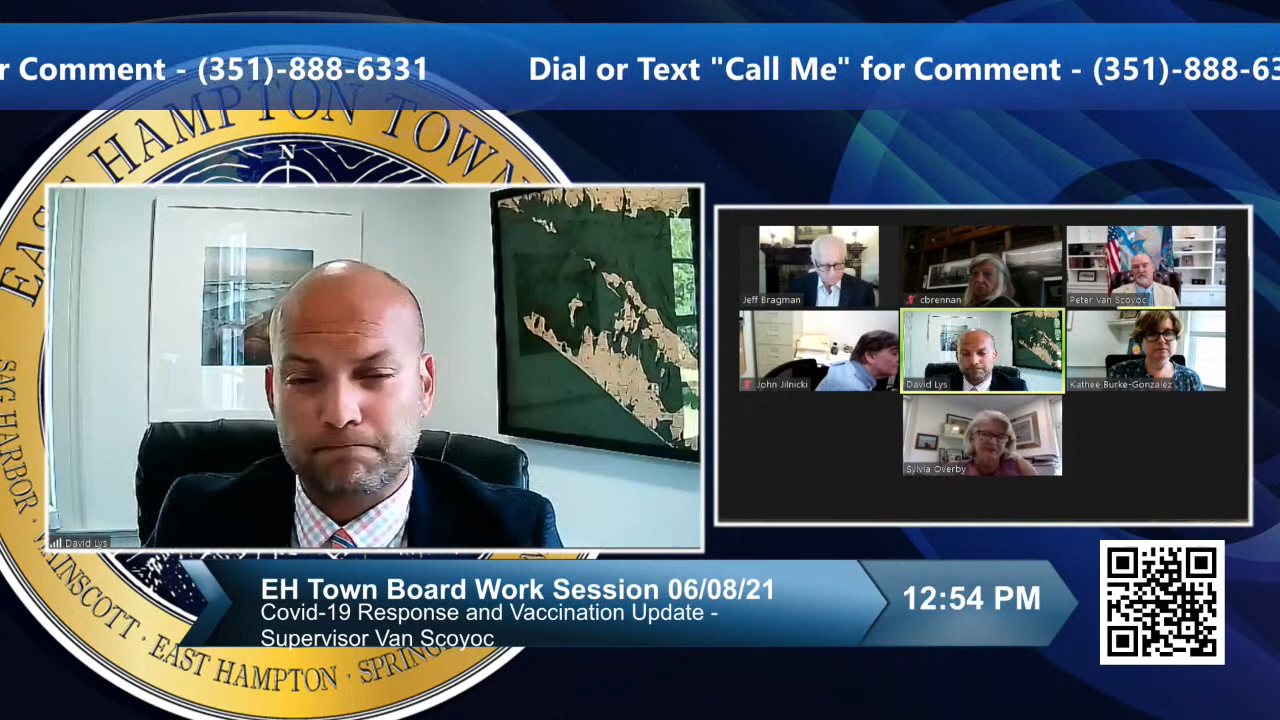 r Comment - (351)-888-6331
Dial or Text "Call Me" for Comment - (351)-888-63
EAST HAMPTON TOWN
N
SAG HARBOR · WAINSCOTT · EAST HAMPTON · SPRING
David Lys
Jeff Bragman
cbrennan
Peter Van Scoyoc
John Jilnicki
David Lys
Kathee Burke-Gonzalez
Sylvia Overby
EH Town Board Work Session 06/08/21
Covid-19 Response and Vaccination Update -
Supervisor Van Scoyoc
12:54 PM